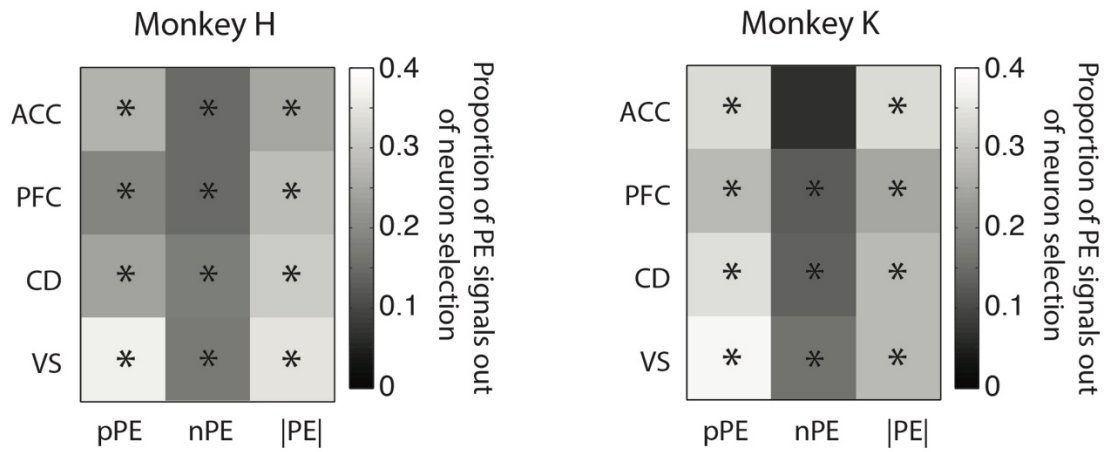 Monkey H
ACC * * * 0.4
PFC * * * 0.3
0.2
CD * * * 0.1
VS * * * 0
pPE nPE |PE|
Proportion of PE signals out
of neuron selection
Monkey K
ACC * * 0.4
PFC * * * 0.3
0.2
CD * * * 0.1
VS * * * 0
pPE nPE |PE|
Proportion of PE signals out
of neuron selection